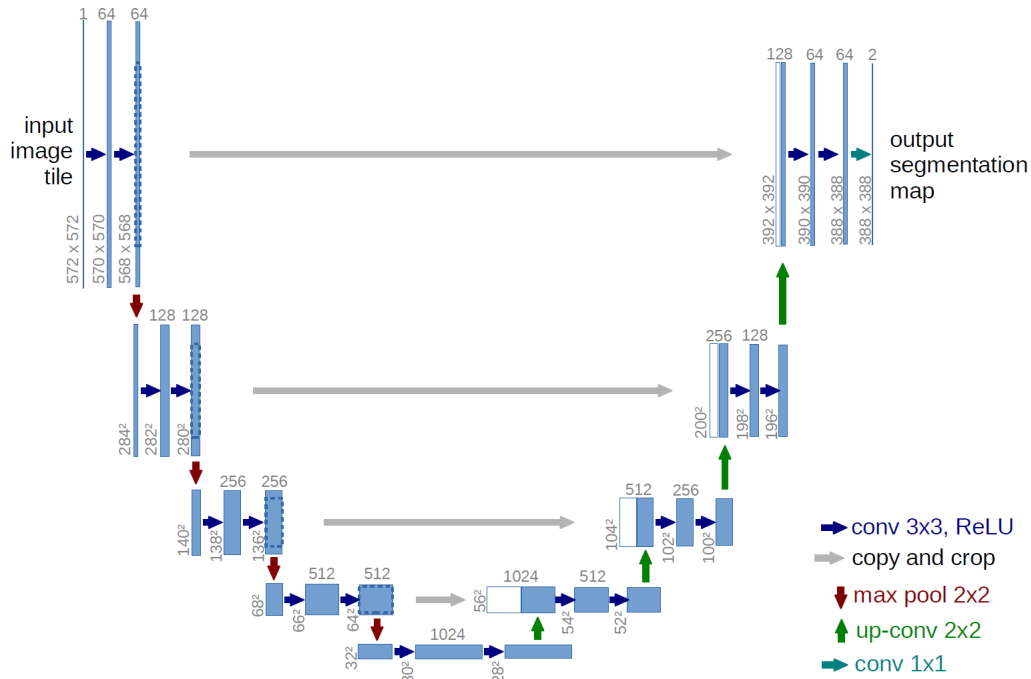 1 64 64
input
image
tile
572 x 572
570 x 570
568 x 568
128 64 64 2
output
segmentation
map
392 x 392
390 x 390
388 x 388
388 x 388
128 128
284²
282²
280²
256 128
200²
198²
196²
256 256
140²
138²
136²
512 256
104²
102²
100²
512 512
68²
66²
64²
1024 512
56²
54²
52²
1024
32²
30²
28²
conv 3x3, ReLU
copy and crop
max pool 2x2
up-conv 2x2
conv 1x1